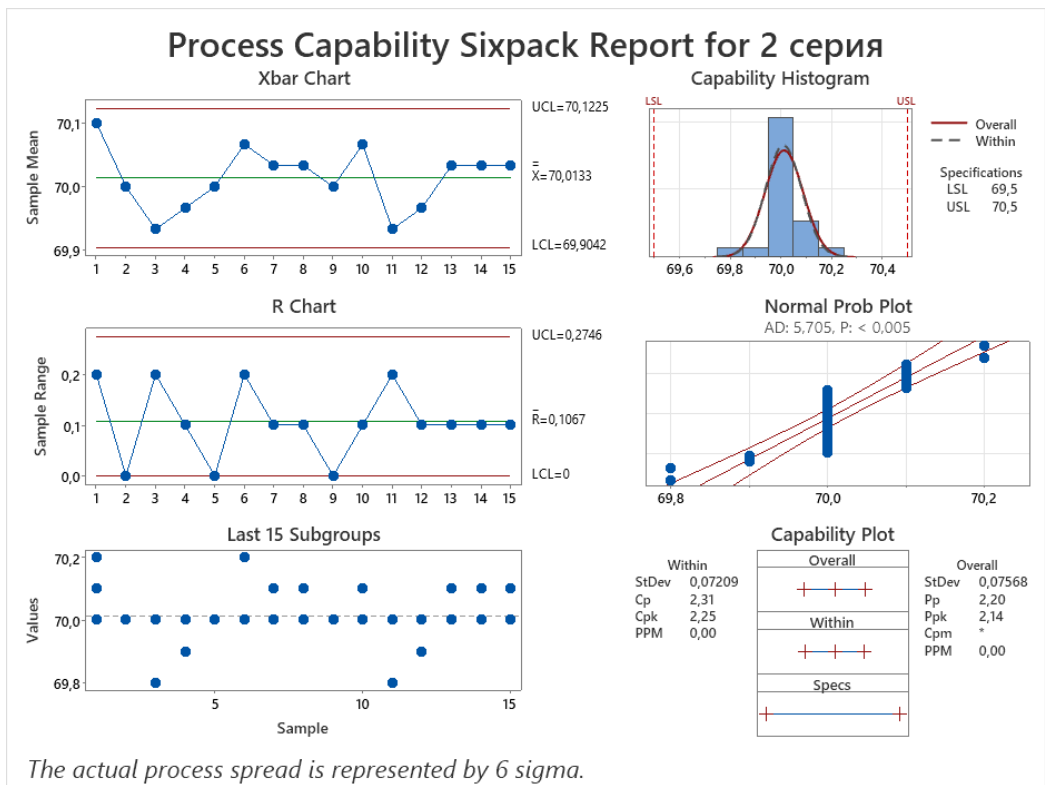 Process Capability Sixpack Report for 2 серия
Xbar Chart
Sample Mean
70,1
70,0
69,9
1 2 3 4 5 6 7 8 9 10 11 12 13 14 15
UCL=70,1225
X̿=70,0133
LCL=69,9042
Capability Histogram
LSL USL
69,6 69,8 70,0 70,2 70,4
Overall
Within
Specifications
LSL 69,5
USL 70,5
R Chart
Sample Range
0,2
0,1
0,0
1 2 3 4 5 6 7 8 9 10 11 12 13 14 15
UCL=0,2746
R̄=0,1067
LCL=0
Normal Prob Plot
AD: 5,705, P: < 0,005
69,8 70,0 70,2
Last 15 Subgroups
Values
70,2
70,0
69,8
5 10 15
Sample
Capability Plot
Within
StDev 0,07209
Cp 2,31
Cpk 2,25
PPM 0,00
Overall
Within
Specs
Overall
StDev 0,07568
Pp 2,20
Ppk 2,14
Cpm *
PPM 0,00
The actual process spread is represented by 6 sigma.